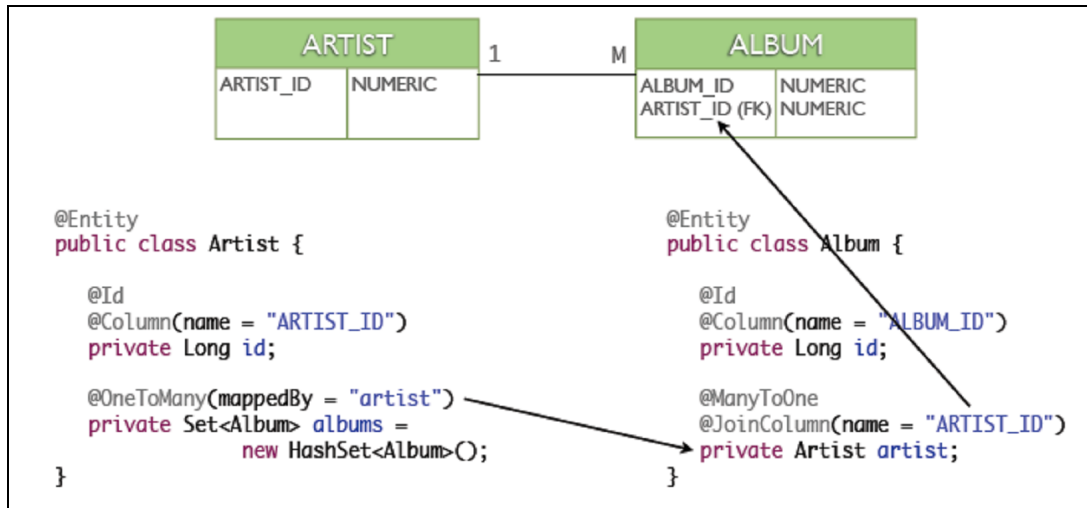 ARTIST
ARTIST_ID NUMERIC
1 M
ALBUM
ALBUM_ID NUMERIC
ARTIST_ID (FK) NUMERIC
@Entity
public class Artist {
@Id
@Column(name = "ARTIST_ID")
private Long id;
@OneToMany(mappedBy = "artist")
private Set<Album> albums =
new HashSet<Album>();
}
@Entity
public class Album {
@Id
@Column(name = "ALBUM_ID")
private Long id;
@ManyToOne
@JoinColumn(name = "ARTIST_ID")
private Artist artist;
}